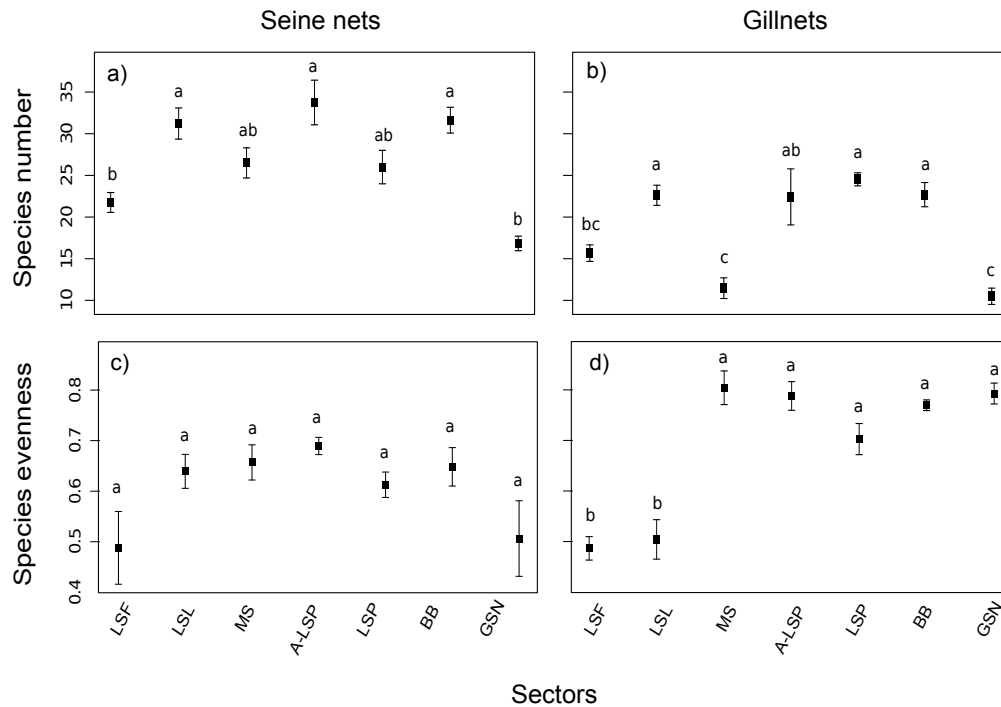 Seine nets
Gillnets
Species number
a)
b a ab a ab a b
35
30
25
20
15
10
b)
bc a c ab a a c
Species evenness
c)
a a a a a a a
0.8
0.7
0.6
0.5
0.4
d)
b b a a a a a
LSF LSL MS A-LSP LSP BB GSN
LSF LSL MS A-LSP LSP BB GSN
Sectors